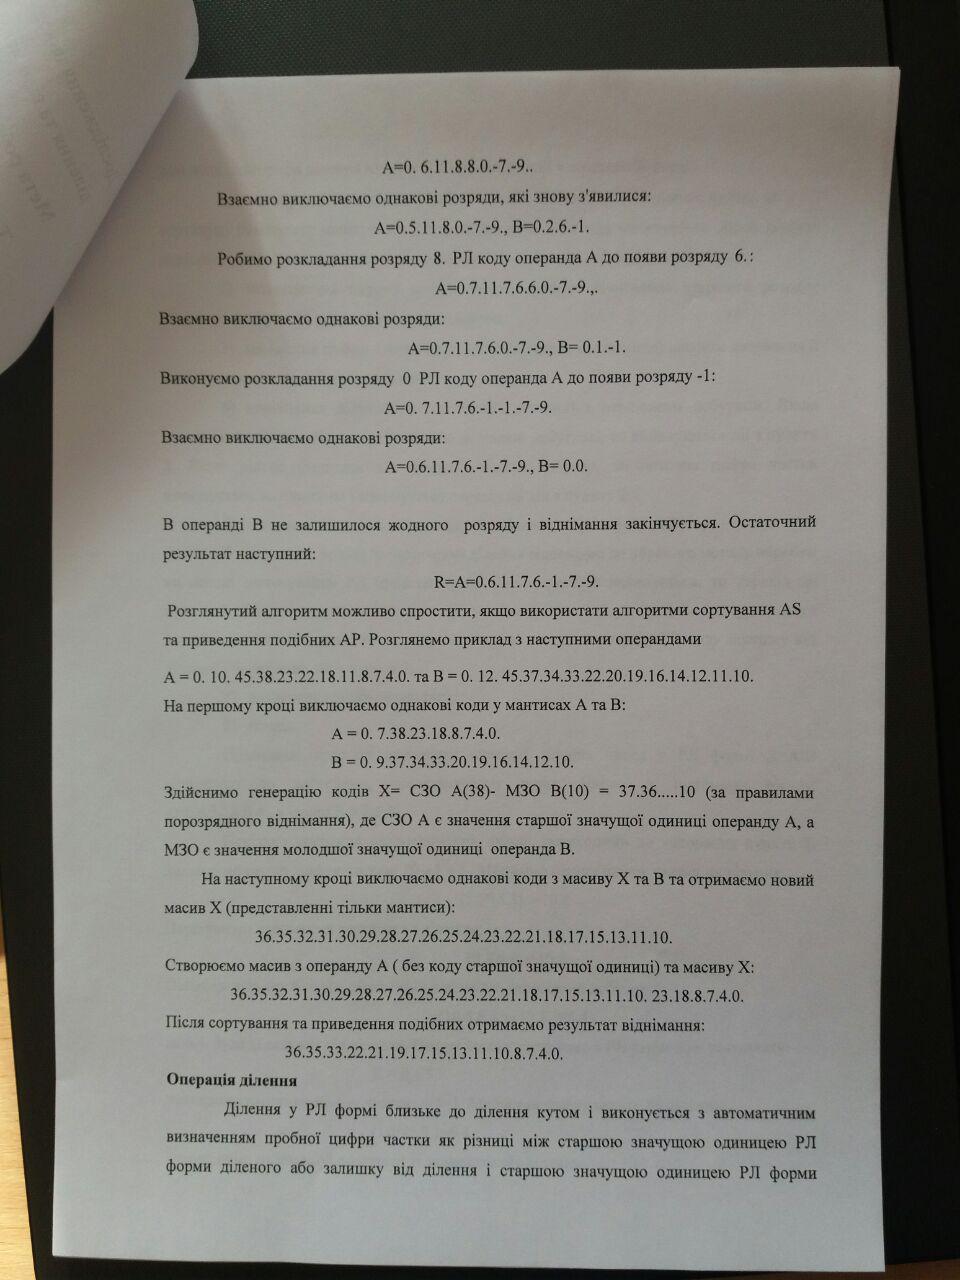 А=0. 6.11.8.8.0.-7.-9..
Взаємно виключаємо однакові розряди, які знову з'явилися:
А=0.5.11.8.0.-7.-9., В=0.2.6.-1.
Робимо розкладання розряду 8. РЛ коду операнда А до появи розряду 6. :
А=0.7.11.7.6.6.0.-7.-9.,.
Взаємно виключаємо однакові розряди:
А=0.7.11.7.6.0.-7.-9., В= 0.1.-1.
Виконуємо розкладання розряду 0 РЛ коду операнда А до появи розряду -1:
А=0. 7.11.7.6.-1.-1.-7.-9.
Взаємно виключаємо однакові розряди:
А=0.6.11.7.6.-1.-7.-9., В= 0.0.
В операнді В не залишилося жодного розряду і віднімання закінчується. Остаточний
результат наступний:
R=A=0.6.11.7.6.-1.-7.-9.
Розглянутий алгоритм можливо спростити, якщо використати алгоритми сортування AS
та приведення подібних АР. Розглянемо приклад з наступними операндами
А = 0. 10. 45.38.23.22.18.11.8.7.4.0. та В = 0. 12. 45.37.34.33.22.20.19.16.14.12.11.10.
На першому кроці виключаємо однакові коди у мантисах А та В:
А = 0. 7.38.23.18.8.7.4.0.
В = 0. 9.37.34.33.20.19.16.14.12.10.
Здійснимо генерацію кодів Х= СЗО А(38)- МЗО В(10) = 37.36.....10 (за правилами
порозрядного віднімання), де СЗО А є значення старшої значущої одиниці операнду А, а
МЗО є значення молодшої значущої одиниці операнда В.
На наступному кроці виключаємо однакові коди з масиву Х та В та отримаємо новий
масив Х (представленні тільки мантиси):
36.35.32.31.30.29.28.27.26.25.24.23.22.21.18.17.15.13.11.10.
Створюємо масив з операнду А ( без коду старшої значущої одиниці) та масиву Х:
36.35.32.31.30.29.28.27.26.25.24.23.22.21.18.17.15.13.11.10. 23.18.8.7.4.0.
Після сортування та приведення подібних отримаємо результат віднімання:
36.35.33.22.21.19.17.15.13.11.10.8.7.4.0.
Операція ділення
Ділення у РЛ формі близьке до ділення кутом і виконується з автоматичним
визначенням пробної цифри частки як різниці між старшою значущою одиницею РЛ
форми діленого або залишку від ділення і старшою значущою одиницею РЛ форми